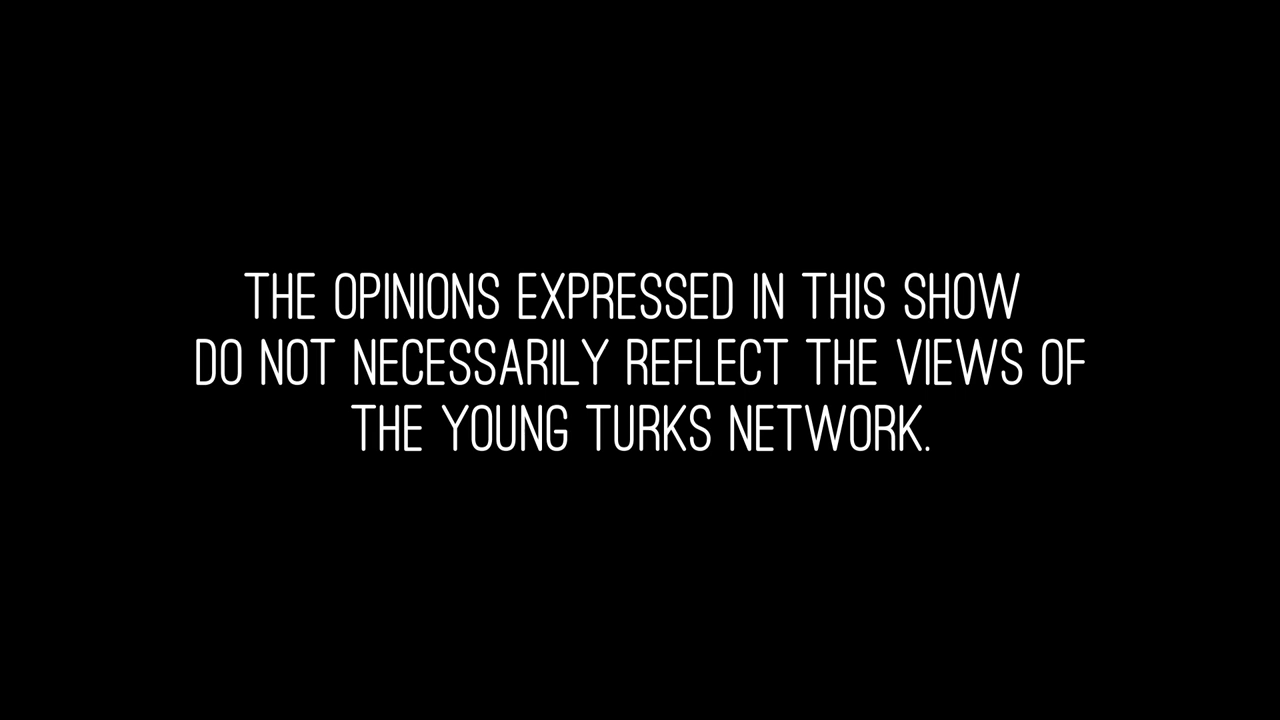 THE OPINIONS EXPRESSED IN THIS SHOW
DO NOT NECESSARILY REFLECT THE VIEWS OF
THE YOUNG TURKS NETWORK.